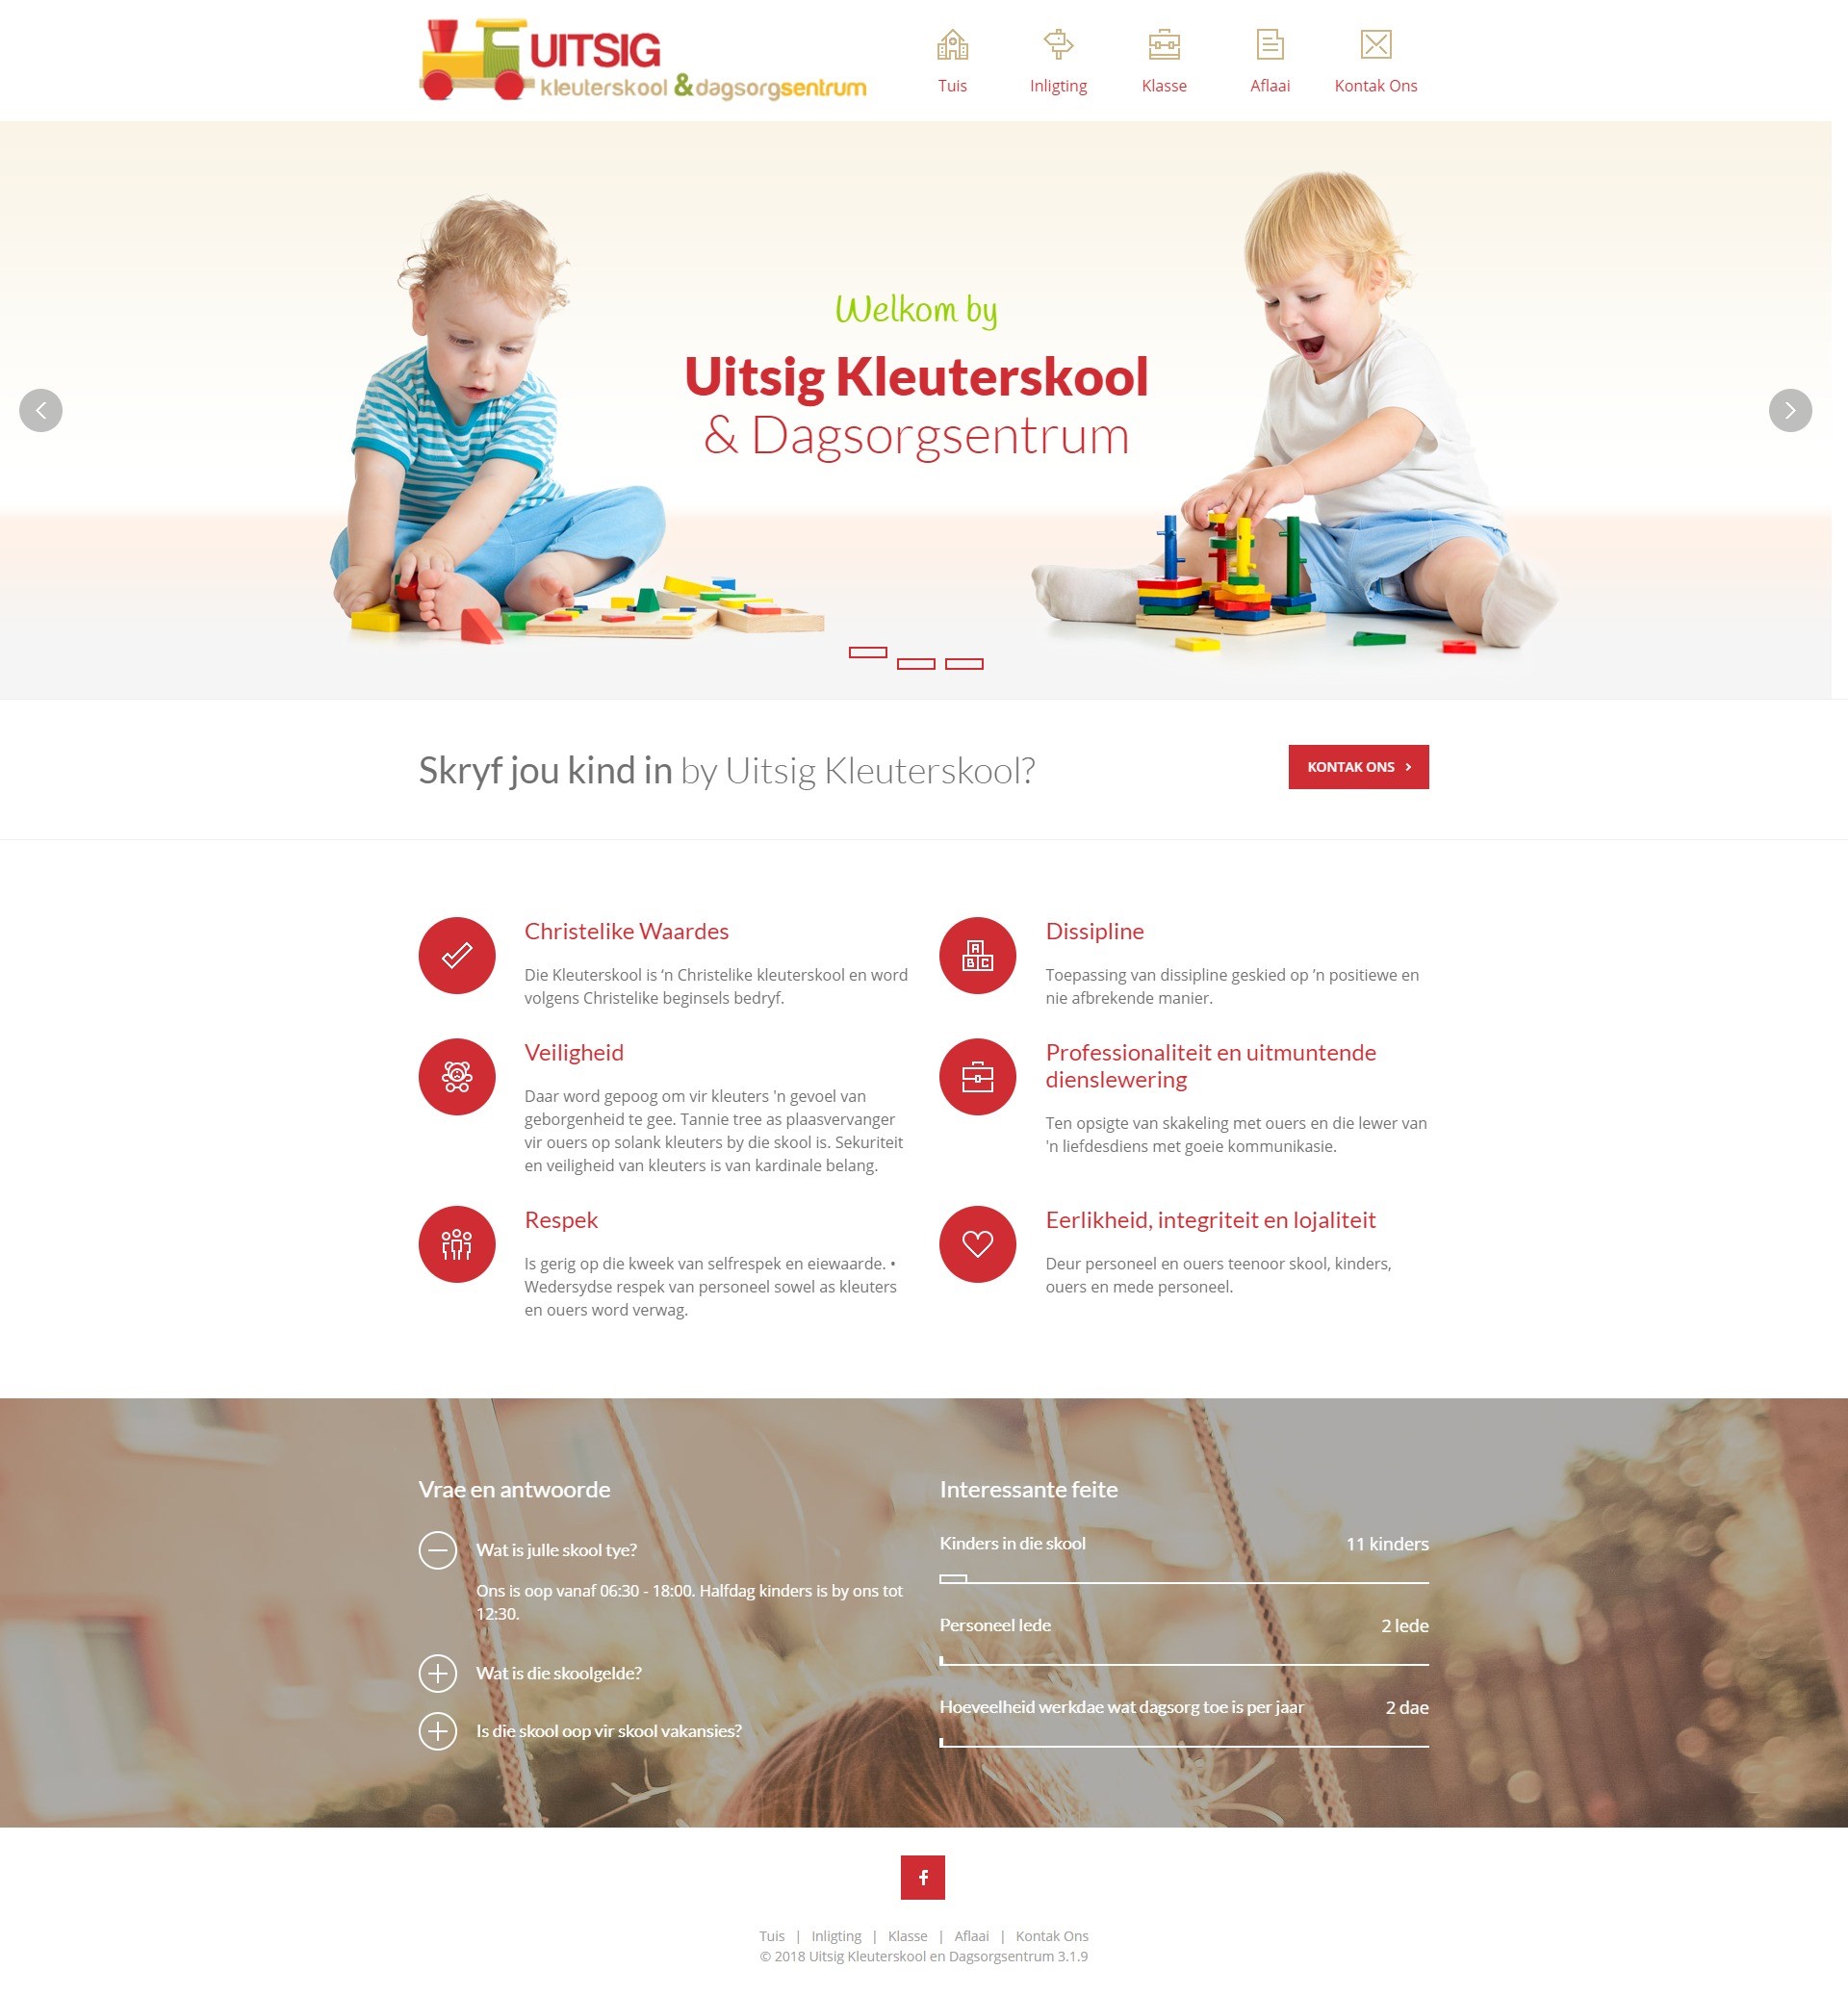 UITSIG
kleuterskool & dagsorgsentrum
Tuis
Inligting
Klasse
Aflaai
Kontak Ons
Welkom by
Uitsig Kleuterskool
& Dagsorgsentrum
Skryf jou kind in by Uitsig Kleuterskool?
KONTAK ONS
Christelike Waardes
Die Kleuterskool is ‘n Christelike kleuterskool en word
volgens Christelike beginsels bedryf.
Dissipline
A
B C
Toepassing van dissipline geskied op ’n positiewe en
nie afbrekende manier.
Veiligheid
Daar word gepoog om vir kleuters 'n gevoel van
geborgenheid te gee. Tannie tree as plaasvervanger
vir ouers op solank kleuters by die skool is. Sekuriteit
en veiligheid van kleuters is van kardinale belang.
Professionaliteit en uitmuntende
dienslewering
Ten opsigte van skakeling met ouers en die lewer van
'n liefdesdiens met goeie kommunikasie.
Respek
Is gerig op die kweek van selfrespek en eiewaarde. •
Wedersydse respek van personeel sowel as kleuters
en ouers word verwag.
Eerlikheid, integriteit en lojaliteit
Deur personeel en ouers teenoor skool, kinders,
ouers en mede personeel.
Vrae en antwoorde
Wat is julle skool tye?
Ons is oop vanaf 06:30 - 18:00. Halfdag kinders is by ons tot
12:30.
Wat is die skoolgelde?
Is die skool oop vir skool vakansies?
Interessante feite
Kinders in die skool 11 kinders
Personeel lede 2 lede
Hoeveelheid werkdae wat dagsorg toe is per jaar 2 dae
f
Tuis | Inligting | Klasse | Aflaai | Kontak Ons
© 2018 Uitsig Kleuterskool en Dagsorgsentrum 3.1.9